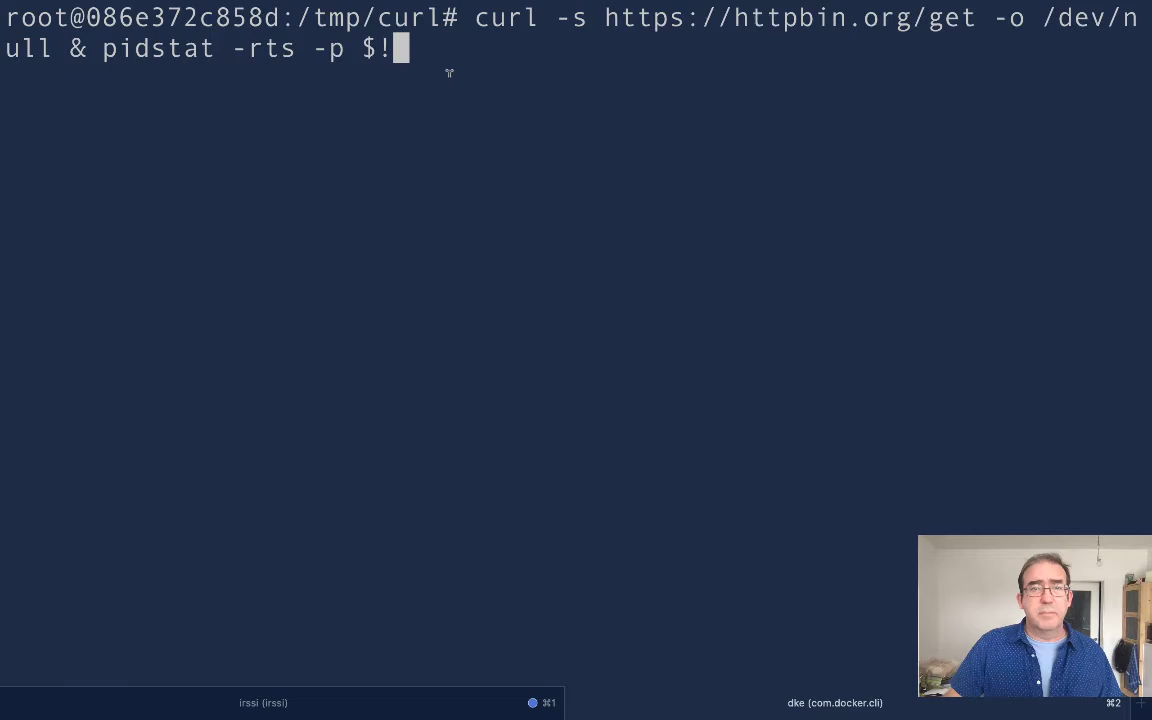 root@086e372c858d:/tmp/curl# curl -s https://httpbin.org/get -o /dev/n
ull & pidstat -rts -p $!
irssi (irssi)
⌘1
dke (com.docker.cli)
⌘2
+